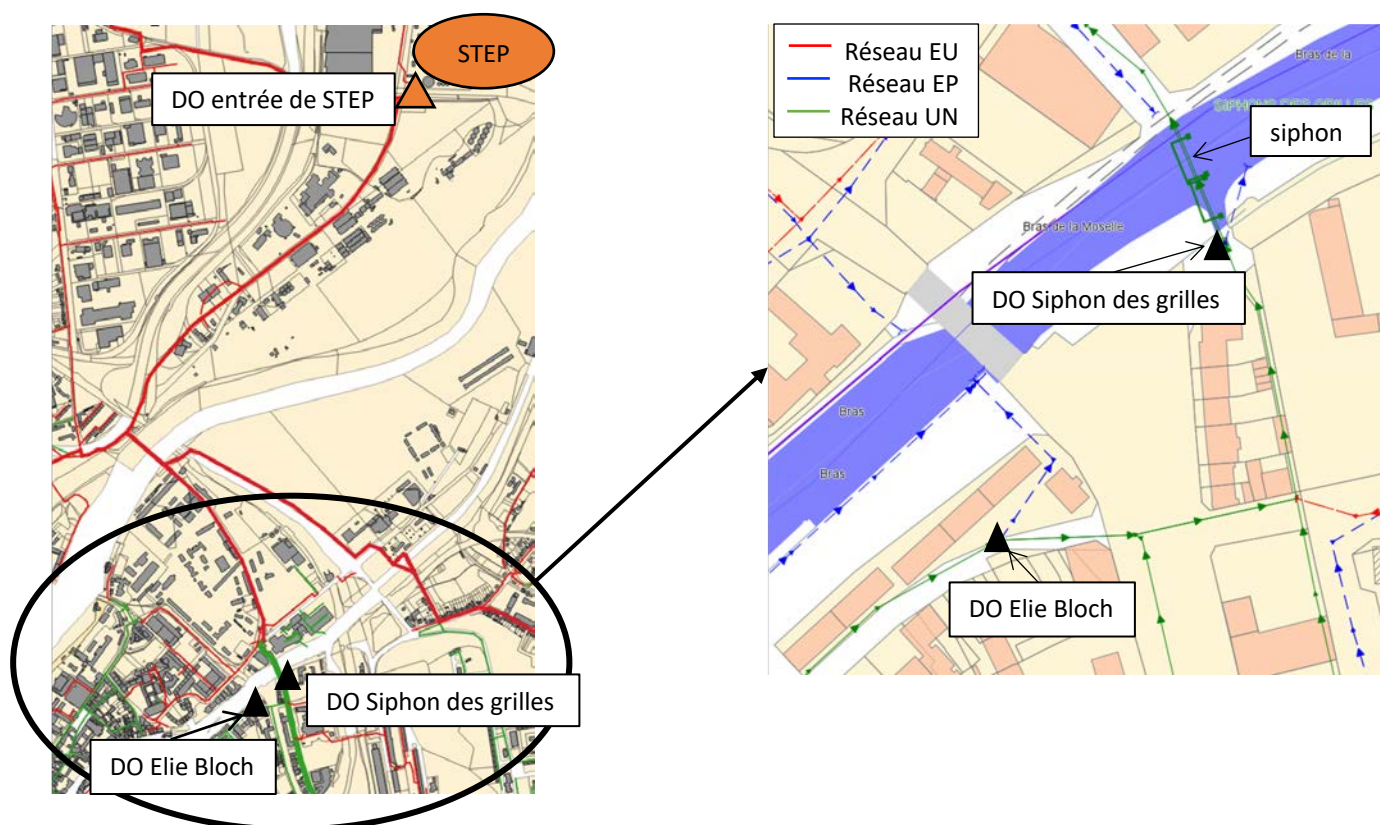 STEP
DO entrée de STEP
DO Siphon des grilles
DO Elie Bloch
Réseau EU
Réseau EP
Réseau UN
Bras de la
siphon
Bras de la Moselle
DO Siphon des grilles
Bras
Bras
DO Elie Bloch